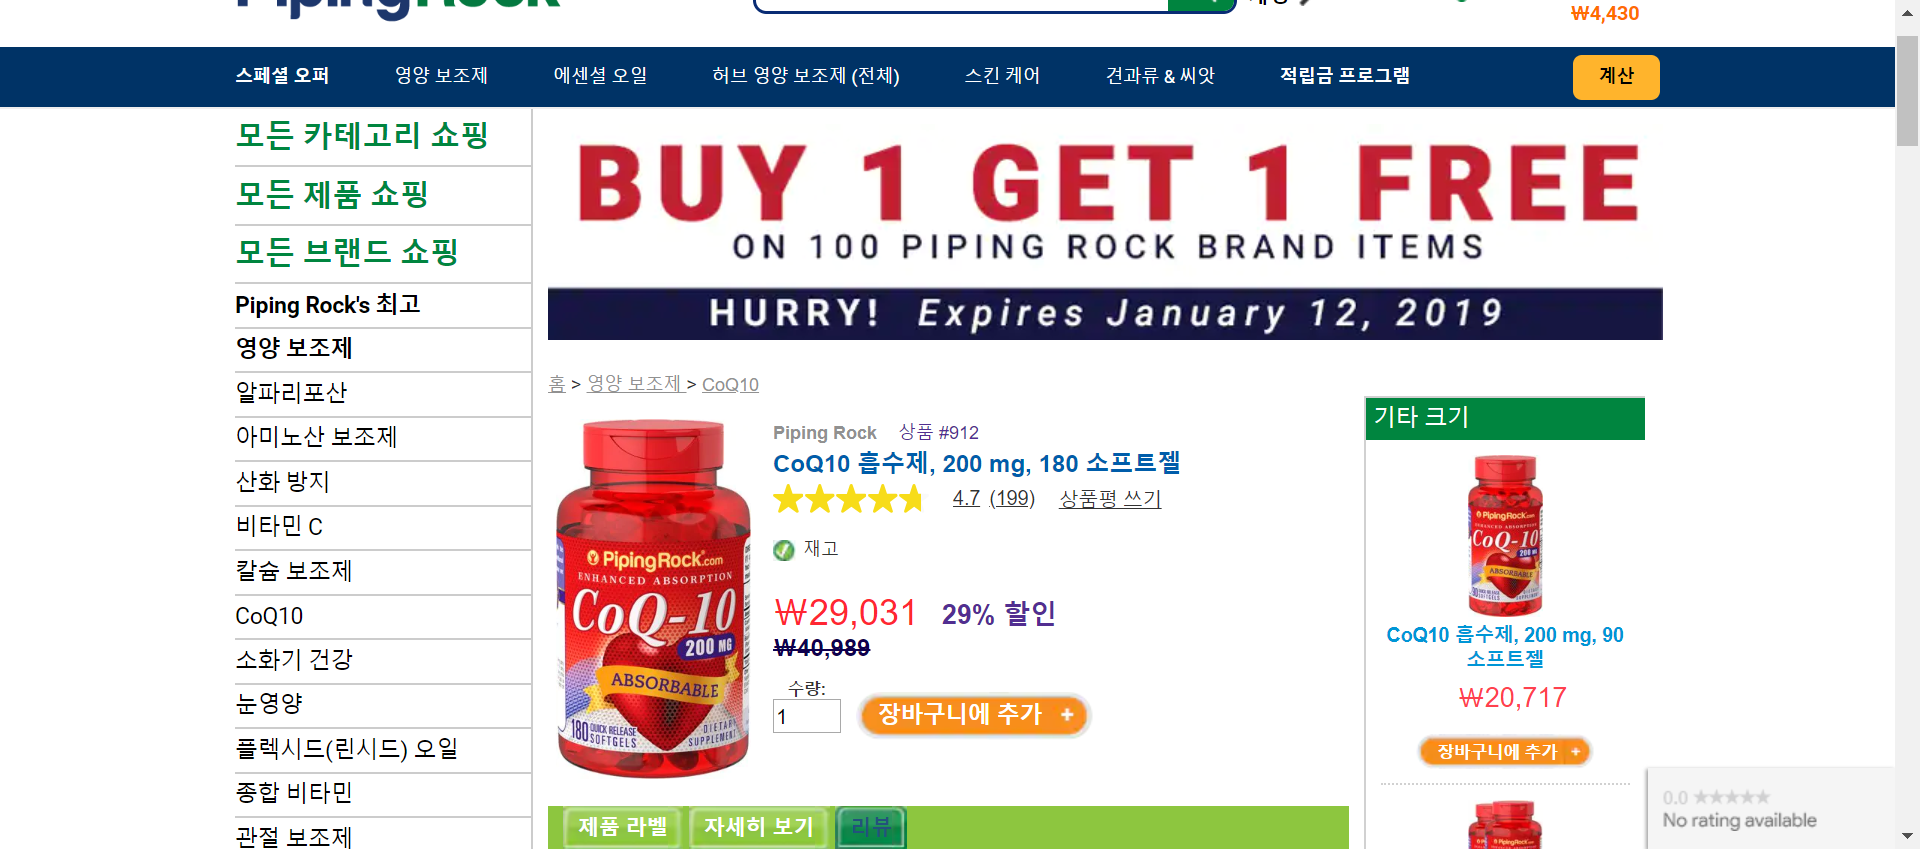 PipingRock
₩4,430
스페셜 오퍼
영양 보조제
에센셜 오일
허브 영양 보조제 (전체)
스킨 케어
견과류 & 씨앗
적립금 프로그램
계산
모든 카테고리 쇼핑
모든 제품 쇼핑
모든 브랜드 쇼핑
Piping Rock's 최고
영양 보조제
알파리포산
아미노산 보조제
산화 방지
비타민 C
칼슘 보조제
CoQ10
소화기 건강
눈영양
플렉시드(린시드) 오일
종합 비타민
관절 보조제
BUY 1 GET 1 FREE
ON 100 PIPING ROCK BRAND ITEMS
HURRY! Expires January 12, 2019
홈 > 영양 보조제 > CoQ10
PipingRock.com
ENHANCED ABSORPTION
CoQ-10
200 MG
ABSORBABLE
180 QUICK RELEASE SOFTGELS
DIETARY SUPPLEMENT
Piping Rock 상품 #912
CoQ10 흡수제, 200 mg, 180 소프트젤
4.7 (199) 상품평 쓰기
재고
₩29,031 29% 할인
₩40,989
수량:
1
장바구니에 추가 +
제품 라벨
자세히 보기
리뷰
기타 크기
PipingRock.com
ENHANCED ABSORPTION
CoQ-10
200 MG
ABSORBABLE
CoQ10 흡수제, 200 mg, 90
소프트젤
₩20,717
장바구니에 추가 +
0.0
No rating available